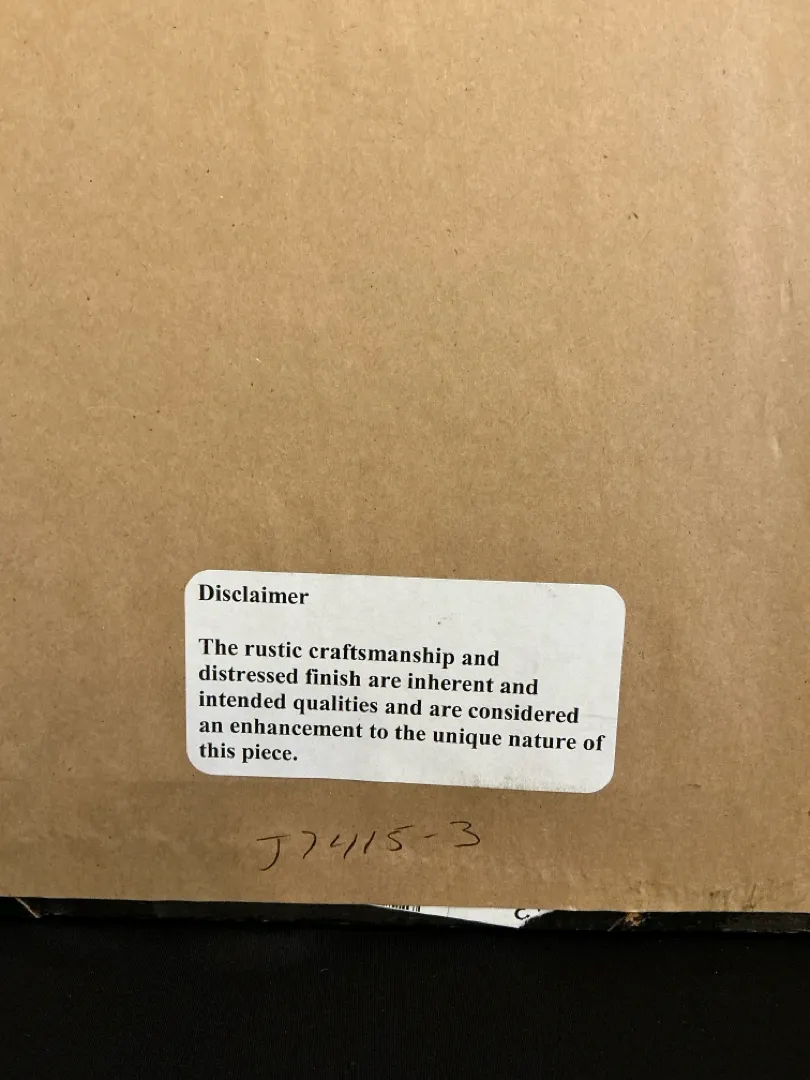 Disclaimer
The rustic craftsmanship and
distressed finish are inherent and
intended qualities and are considered
an enhancement to the unique nature of
this piece.
J7415-3